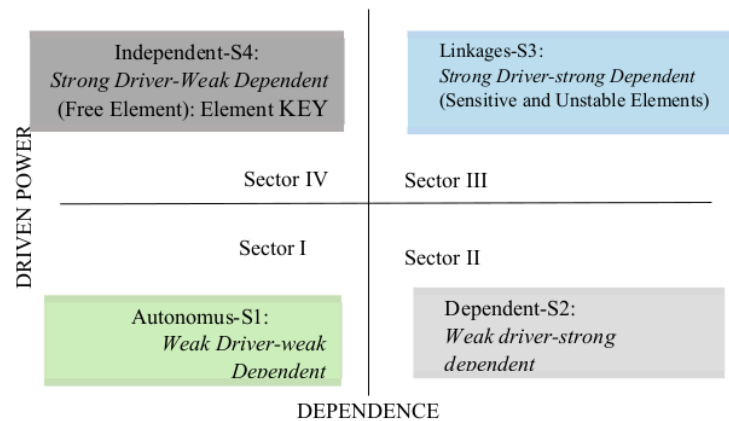 Independent-S4:
Strong Driver-Weak Dependent
(Free Element): Element KEY
Linkages-S3:
Strong Driver-strong Dependent
(Sensitive and Unstable Elements)
DRIVEN POWER
Sector IV
Sector III
Sector I
Sector II
Autonomus-S1:
Weak Driver-weak
Dependent
Dependent-S2:
Weak driver-strong
dependent
DEPENDENCE